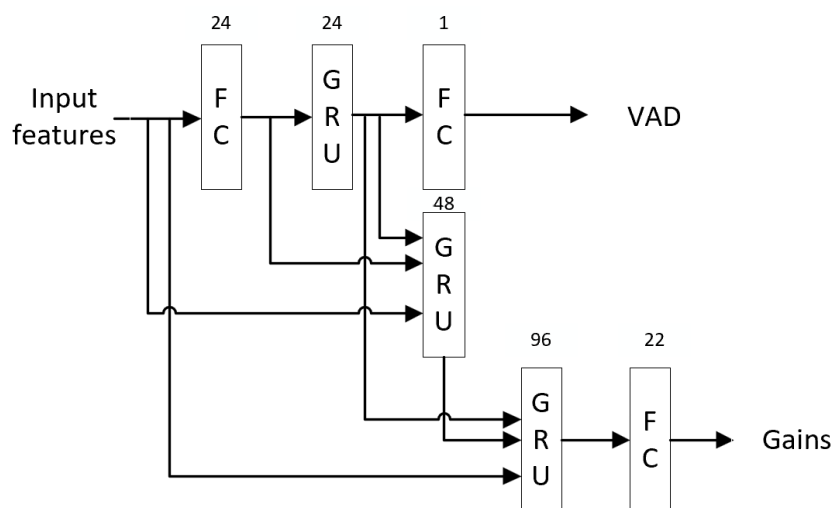 24
24
1
Input
features
F
C
G
R
U
F
C
VAD
48
G
R
U
96
22
G
R
U
F
C
Gains